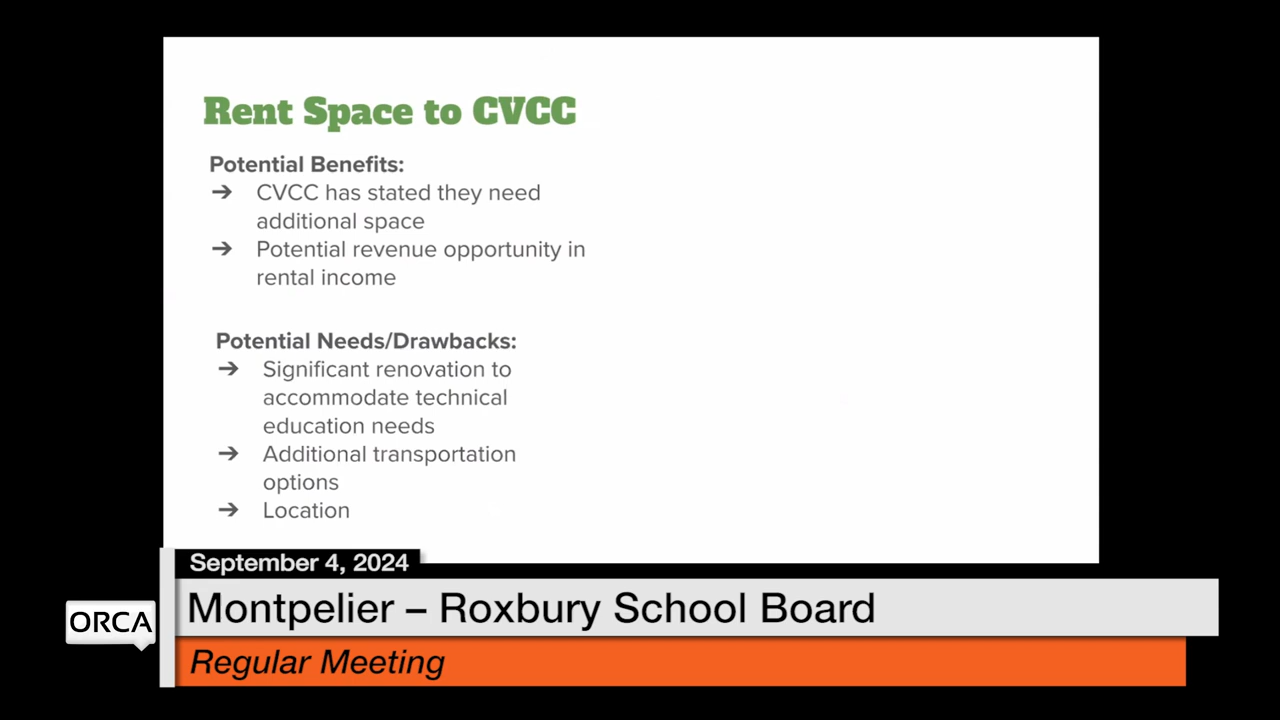 Rent Space to CVCC
Potential Benefits:
➔ CVCC has stated they need
additional space
➔ Potential revenue opportunity in
rental income
Potential Needs/Drawbacks:
➔ Significant renovation to
accommodate technical
education needs
➔ Additional transportation
options
➔ Location
September 4, 2024
ORCA
Montpelier – Roxbury School Board
Regular Meeting